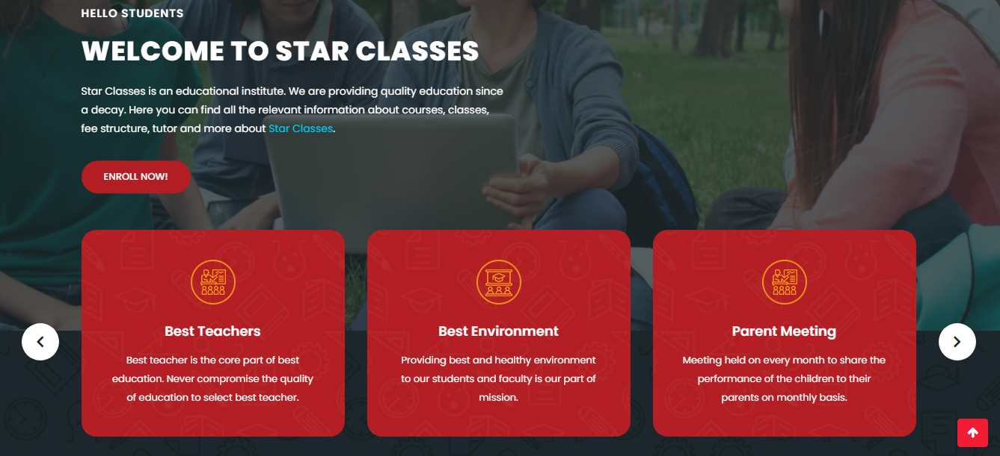 HELLO STUDENTS
WELCOME TO STAR CLASSES
Star Classes is an educational institute. We are providing quality education since
a decay. Here you can find all the relevant information about courses, classes,
fee structure, tutor and more about Star Classes.
ENROLL NOW!
Best Teachers
Best teacher is the core part of best
education. Never compromise the quality
of education to select best teacher.
Best Environment
Providing best and healthy environment
to our students and faculty is our part of
mission.
Parent Meeting
Meeting held on every month to share the
performance of the children to their
parents on monthly basis.